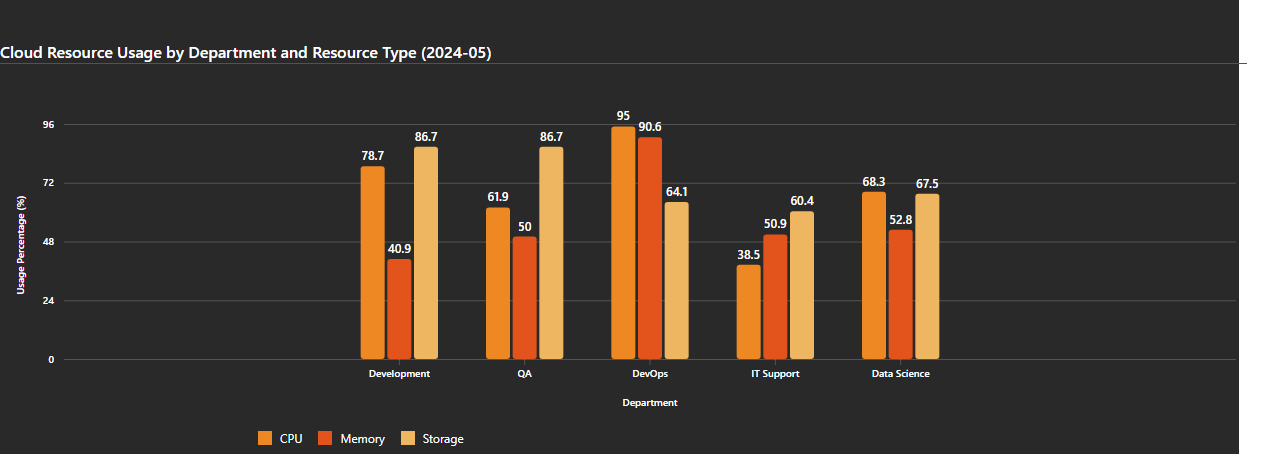 Cloud Resource Usage by Department and Resource Type (2024-05)
Usage Percentage (%)
96
72
48
24
0
78.7
40.9
86.7
61.9
50
86.7
95
90.6
64.1
38.5
50.9
60.4
68.3
52.8
67.5
Development
QA
DevOps
IT Support
Data Science
Department
CPU
Memory
Storage